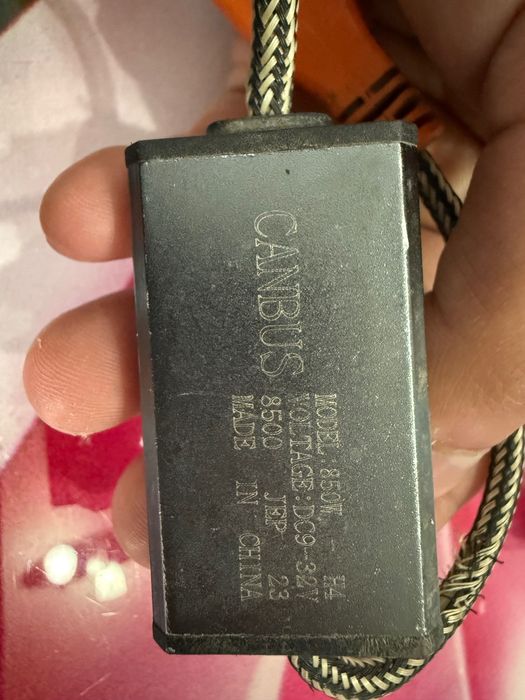 CANBUS
MODEL 850W - H4
VOLTAGE:DC9-32V
8500 JEP 23
MADE IN CHINA